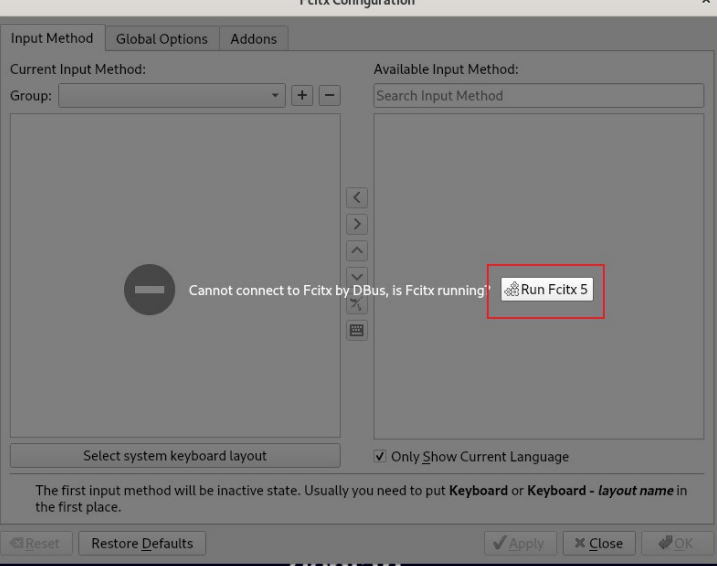 Fcitx Configuration
Input Method Global Options Addons
Current Input Method:
Available Input Method:
Group:
Search Input Method
Cannot connect to Fcitx by DBus, is Fcitx running?
Run Fcitx 5
Select system keyboard layout
Only Show Current Language
The first input method will be inactive state. Usually you need to put Keyboard or Keyboard - layout name in
the first place.
Reset
Restore Defaults
Apply
Close
OK